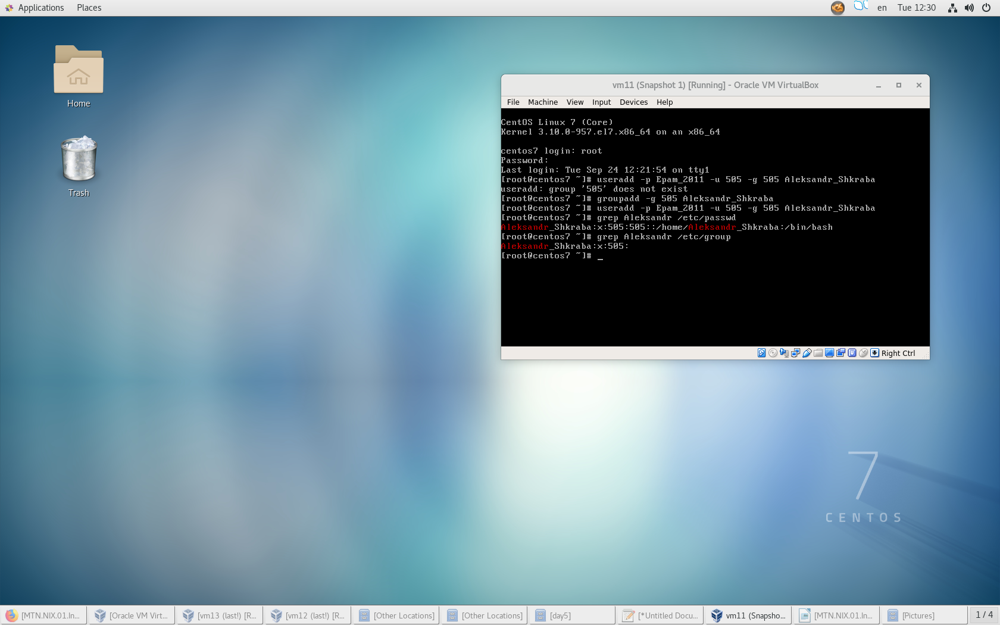 Applications Places en Tue 12:30
Home
Trash
vm11 (Snapshot 1) [Running] - Oracle VM VirtualBox
File Machine View Input Devices Help
CentOS Linux 7 (Core)
Kernel 3.10.0-957.el7.x86_64 on an x86_64
centos7 login: root
Password:
Last login: Tue Sep 24 12:21:54 on tty1
[root@centos7 ~]# useradd -p Epam_2011 -u 505 -g 505 Aleksandr_Shkraba
useradd: group '505' does not exist
[root@centos7 ~]# groupadd -g 505 Aleksandr_Shkraba
[root@centos7 ~]# useradd -p Epam_2011 -u 505 -g 505 Aleksandr_Shkraba
[root@centos7 ~]# grep Aleksandr /etc/passwd
Aleksandr_Shkraba:x:505:505::/home/Aleksandr_Shkraba:/bin/bash
[root@centos7 ~]# grep Aleksandr /etc/group
Aleksandr_Shkraba:x:505:
[root@centos7 ~]# _
Right Ctrl
7
CENTOS
[MTN.NIX.01.In... [Oracle VM Virt... [vm13 (last!) [R... [vm12 (last!) [R... [Other Locations] [Other Locations] [day5] [*Untitled Docu... vm11 (Snapsho... [MTN.NIX.01.In... [Pictures] 1 / 4